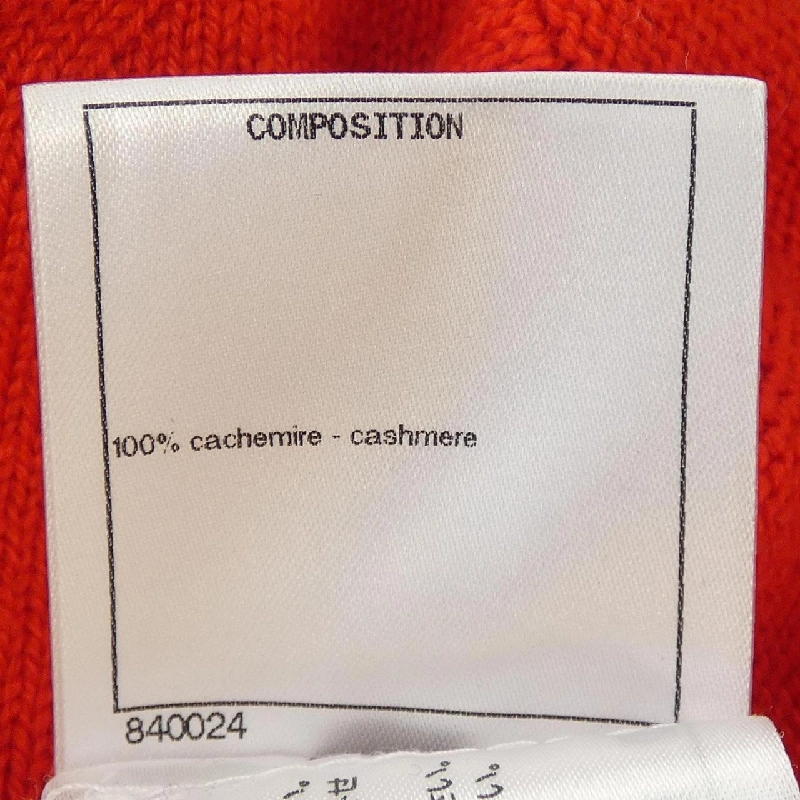 COMPOSITION
100% cachemire - cashmere
840024